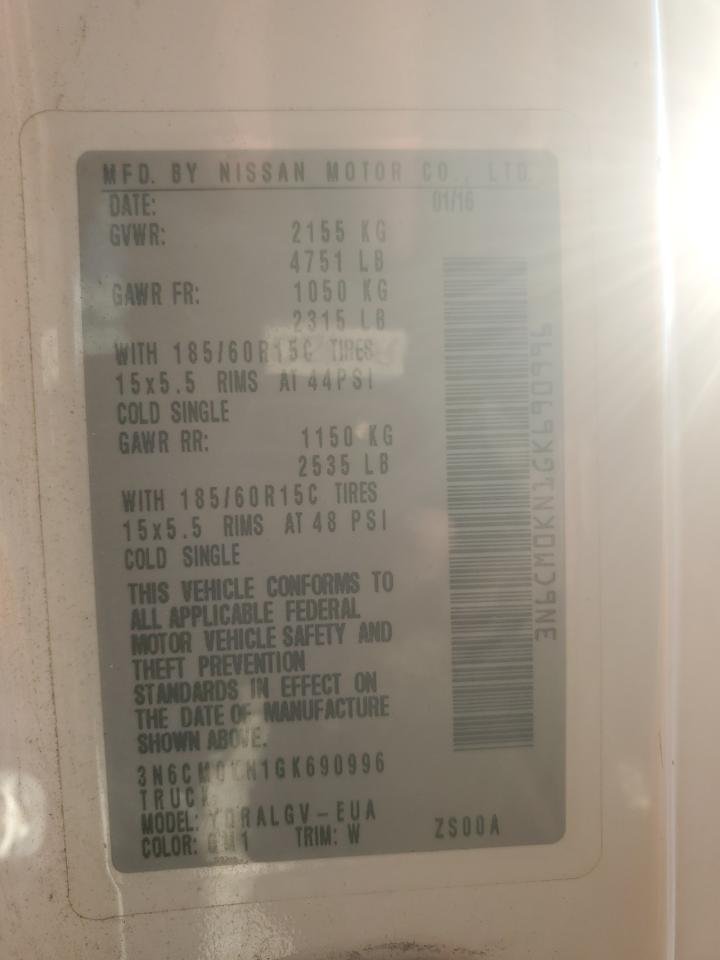 MFD. BY NISSAN MOTOR CO., LTD.
DATE: 01/16
GVWR: 2155 KG
4751 LB
GAWR FR: 1050 KG
2315 LB
WITH 185/60R15C TIRES
15x5.5 RIMS AT 44PSI
COLD SINGLE
GAWR RR: 1150 KG
2535 LB
WITH 185/60R15C TIRES
15x5.5 RIMS AT 48 PSI
COLD SINGLE
THIS VEHICLE CONFORMS TO
ALL APPLICABLE FEDERAL
MOTOR VEHICLE SAFETY AND
THEFT PREVENTION
STANDARDS IN EFFECT ON
THE DATE OF MANUFACTURE
SHOWN ABOVE.
3N6CM0KN1GK690996
TRUCK
MODEL:
COLOR: QM1 TRIM: W ZS00A
3N6CM0KN1GK690996